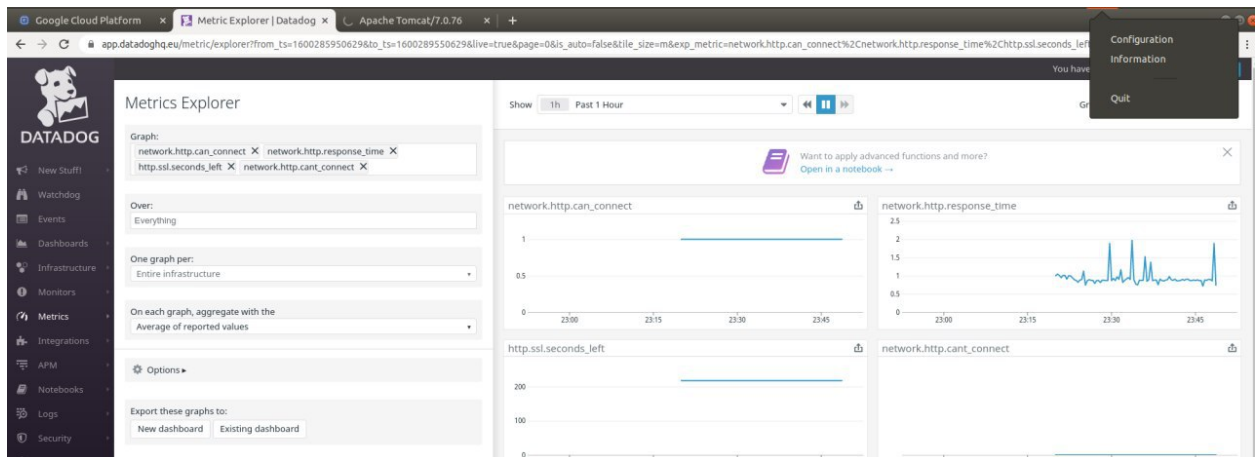 Google Cloud Platform
Metric Explorer | Datadog
Apache Tomcat/7.0.76
app.datadoghq.eu/metric/explorer?from_ts=1600285950629&to_ts=1600289550629&live=true&page=0&is_auto=false&tile_size=m&exp_metric=network.http.can_connect%2Cnetwork.http.response_time%2Chttp.ssl.seconds_left
Configuration
Information
Quit
You have
DATADOG
New Stuff!
Watchdog
Events
Dashboards
Infrastructure
Monitors
Metrics
Integrations
APM
Notebooks
Logs
Security
Metrics Explorer
Graph:
network.http.can_connect network.http.response_time
http.ssl.seconds_left network.http.cant_connect
Over:
Everything
One graph per:
Entire infrastructure
On each graph, aggregate with the
Average of reported values
Options
Export these graphs to:
New dashboard Existing dashboard
Show 1h Past 1 Hour
Gr
Want to apply advanced functions and more?
Open in a notebook →
network.http.can_connect
1
0.5
0
23:00 23:15 23:30 23:45
network.http.response_time
2.5
2
1.5
1
0.5
0
23:00 23:15 23:30 23:45
http.ssl.seconds_left
200
100
0
network.http.cant_connect